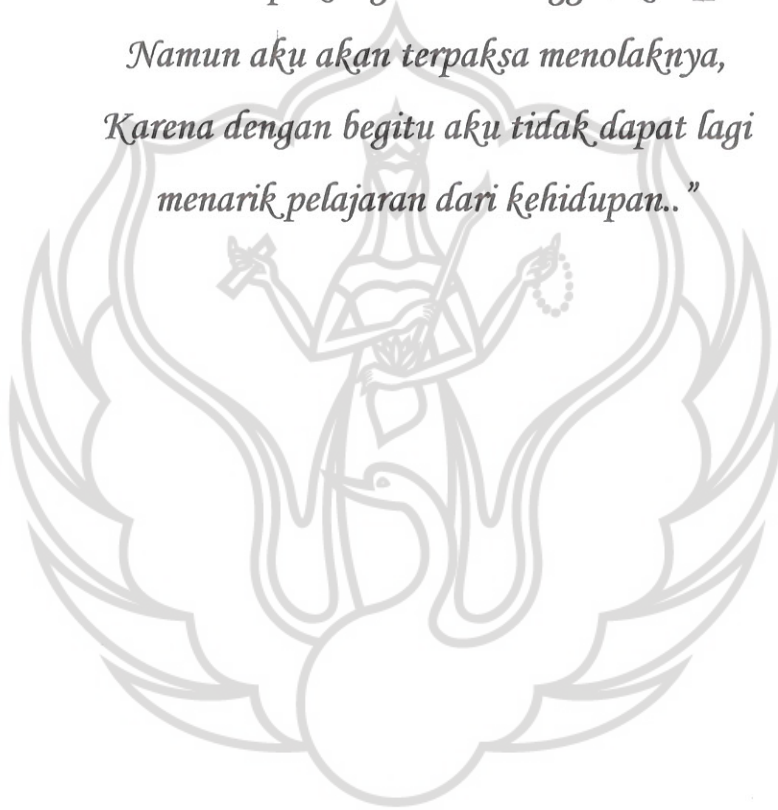 Namun aku akan terpaksa menolaknya,
Karena dengan begitu aku tidak dapat lagi
menarik pelajaran dari kehidupan.."